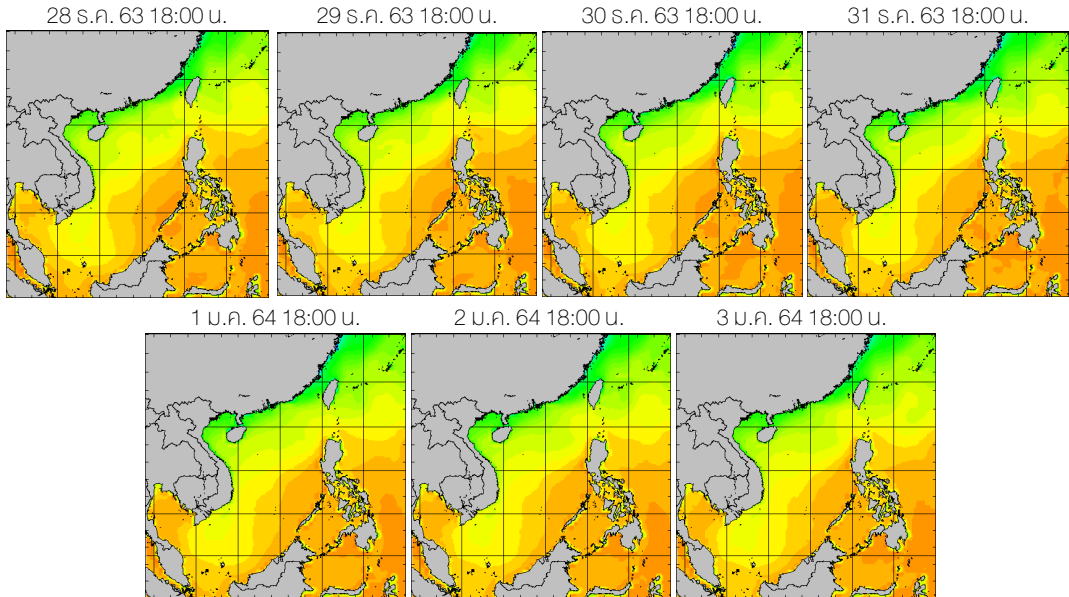 28 ธ.ค. 63 18:00 น.
29 ธ.ค. 63 18:00 น.
30 ธ.ค. 63 18:00 น.
31 ธ.ค. 63 18:00 น.
1 ม.ค. 64 18:00 น.
2 ม.ค. 64 18:00 น.
3 ม.ค. 64 18:00 น.